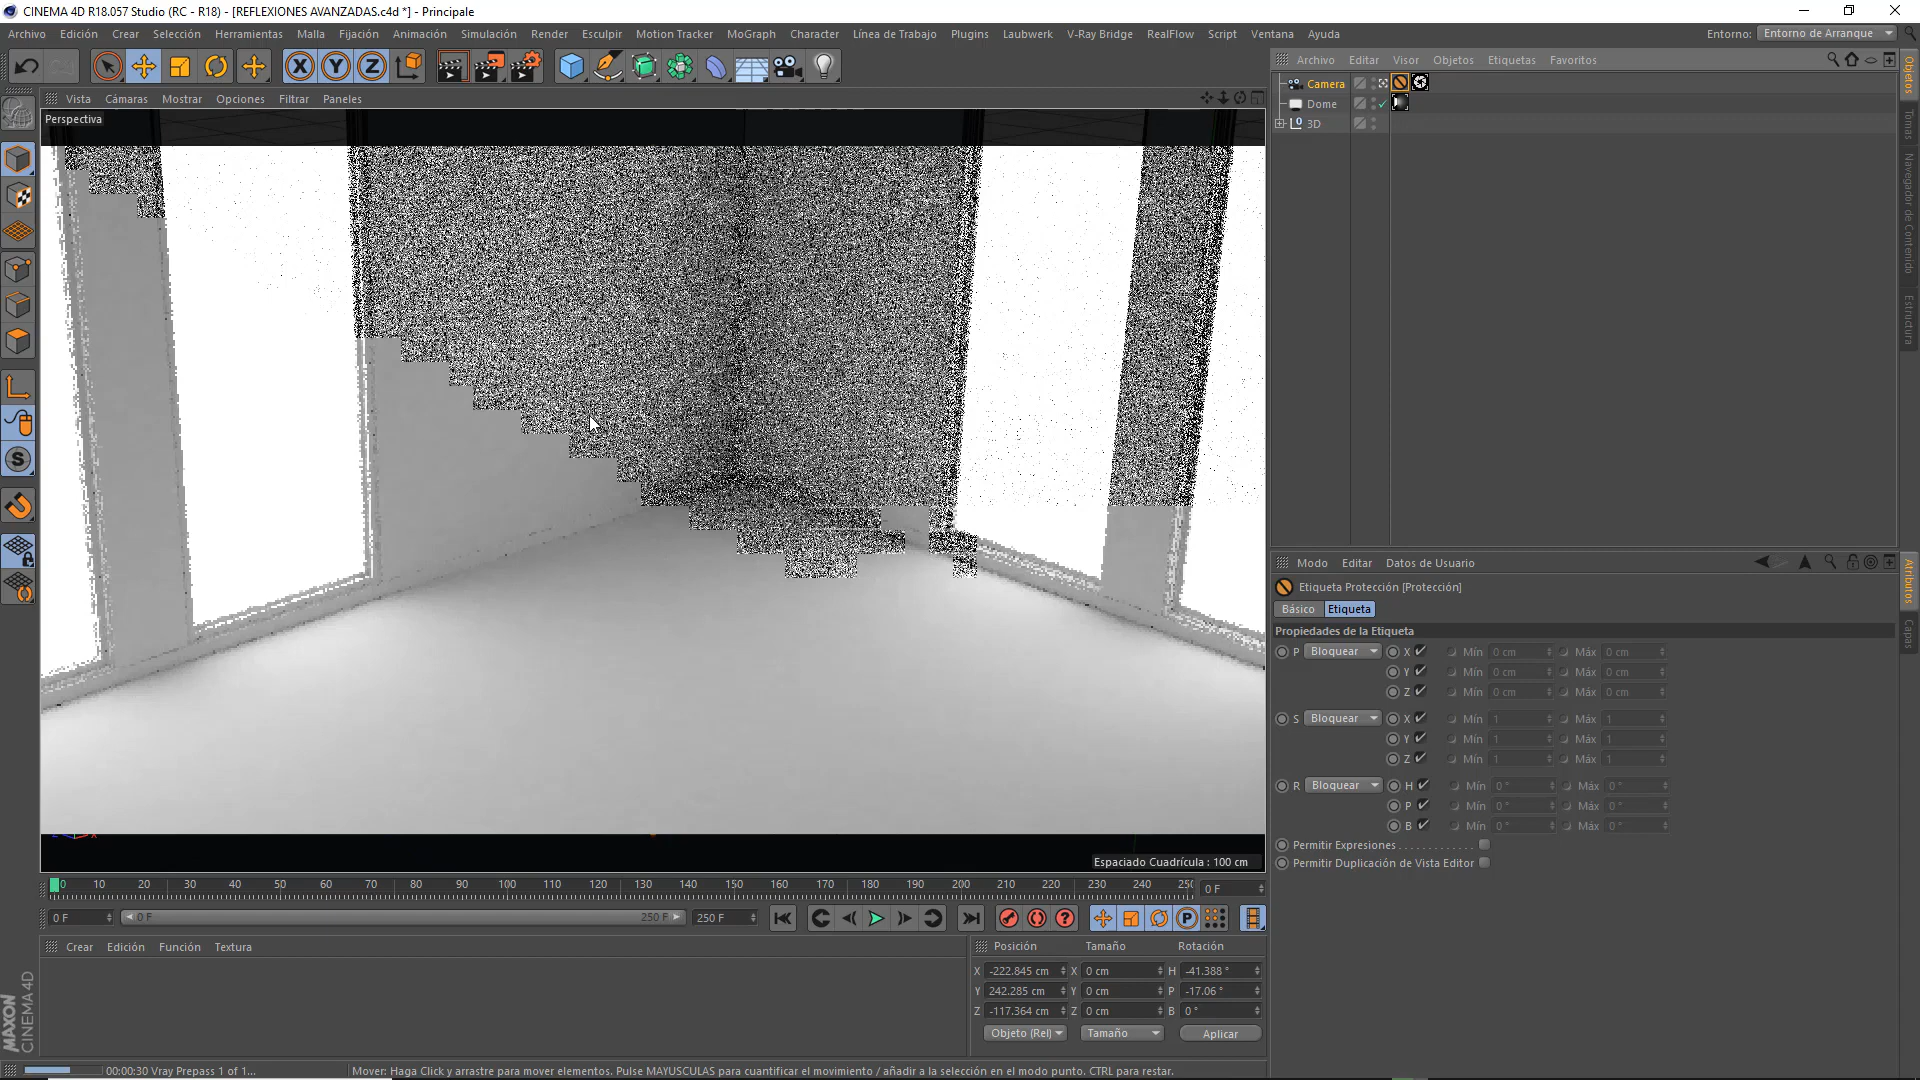 CINEMA 4D R18.057 Studio (RC - R18) - [REFLEXIONES AVANZADAS.c4d *] - Principale
Archivo Edición Crear Selección Herramientas Malla Fijación Animación Simulación Render Esculpir Motion Tracker MoGraph Character Línea de Trabajo Plugins Laubwerk V-Ray Bridge RealFlow Script Ventana Ayuda Entorno: Entorno de Arranque
X Y Z
Archivo Editar Visor Objetos Etiquetas Favoritos
Camera
Dome
3D
Objetos
Tomas
Navegador de Contenido
Estructura
Vista Cámaras Mostrar Opciones Filtrar Paneles
Perspectiva
S
Espaciado Cuadrícula : 100 cm
Modo Editar Datos de Usuario
Etiqueta Protección [Protección]
Básico Etiqueta
Propiedades de la Etiqueta
P Bloquear X Mín 0 cm Máx 0 cm
Y Mín 0 cm Máx 0 cm
Z Mín 0 cm Máx 0 cm
S Bloquear X Mín 1 Máx 1
Y Mín 1 Máx 1
Z Mín 1 Máx 1
R Bloquear H Mín 0 ° Máx 0 °
P Mín 0 ° Máx 0 °
B Mín 0 ° Máx 0 °
Permitir Expresiones . . . . . . . . . . . .
Permitir Duplicación de Vista Editor
Atributos
Capas
0 10 20 30 40 50 60 70 80 90 100 110 120 130 140 150 160 170 180 190 200 210 220 230 240 250 0 F
0 F 0 F 250 F 250 F
P
Crear Edición Función Textura
Posición Tamaño Rotación
X -222.845 cm X 0 cm H -41.388 °
Y 242.285 cm Y 0 cm P -17.06 °
Z -117.364 cm Z 0 cm B 0 °
Objeto (Rel) Tamaño Aplicar
MAXON
CINEMA 4D
00:00:30 Vray Prepass 1 of 1... Mover: Haga Click y arrastre para mover elementos. Pulse MAYUSCULAS para cuantificar el movimiento / añadir a la selección en el modo punto. CTRL para restar.